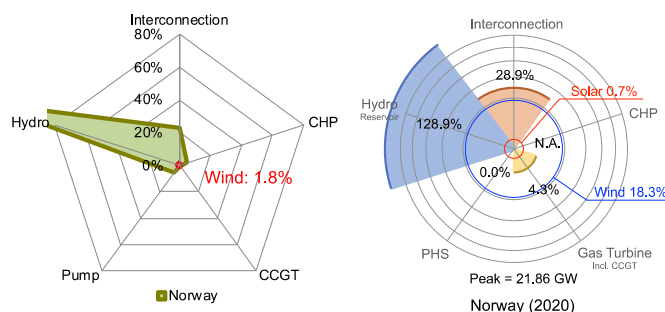 Interconnection
80%
60%
40%
20%
0%
Hydro
CHP
Wind: 1.8%
Pump
CCGT
Norway
Interconnection
28.9%
Solar 0.7%
Hydro
Reservoir
CHP
128.9%
N.A.
0.0%
4.3%
Wind 18.3%
PHS
Gas Turbine
Incl. CCGT
Peak = 21.86 GW
Norway (2020)